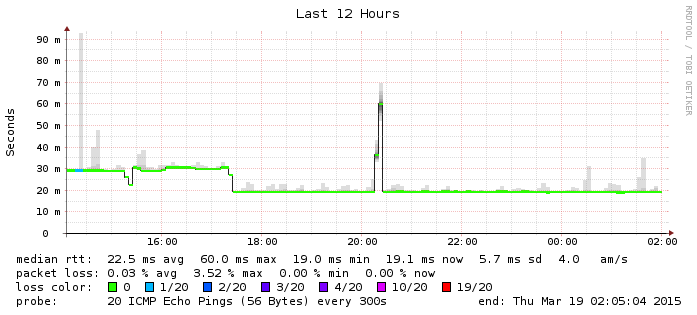 Last 12 Hours
RRDTOOL / TOBI OETIKER
Seconds
90 m
80 m
70 m
60 m
50 m
40 m
30 m
20 m
10 m
0
16:00 18:00 20:00 22:00 00:00 02:00
median rtt: 22.5 ms avg 60.0 ms max 19.0 ms min 19.1 ms now 5.7 ms sd 4.0 am/s
packet loss: 0.03 % avg 3.52 % max 0.00 % min 0.00 % now
loss color: 0 1/20 2/20 3/20 4/20 10/20 19/20
probe: 20 ICMP Echo Pings (56 Bytes) every 300s end: Thu Mar 19 02:05:04 2015